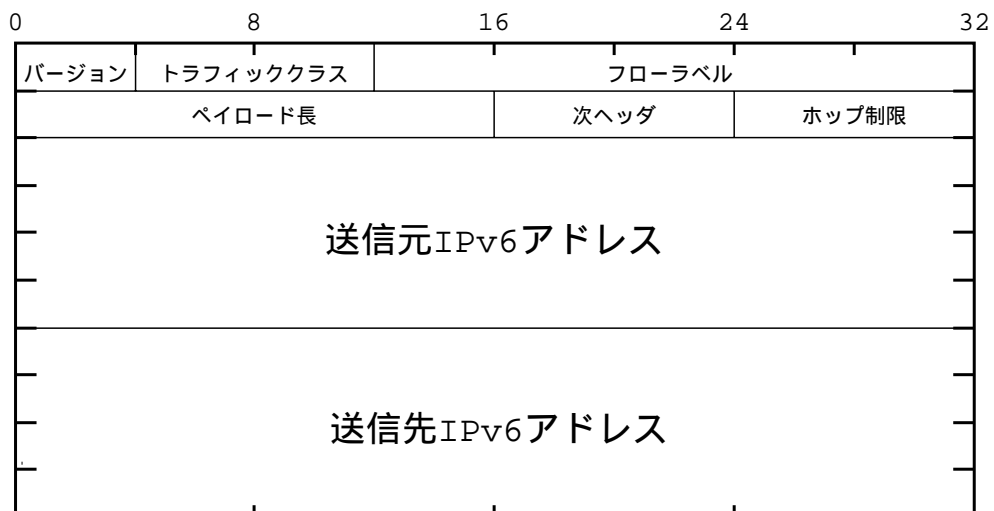 0 8 16 24 32
バージョン トラフィッククラス フローラベル
ペイロード長 次ヘッダ ホップ制限
送信元IPv6アドレス
送信先IPv6アドレス